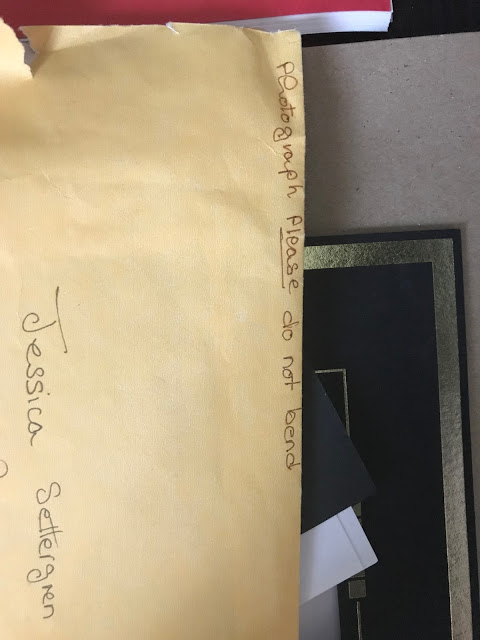 Photograph Please do not bend
Jessica Settergren